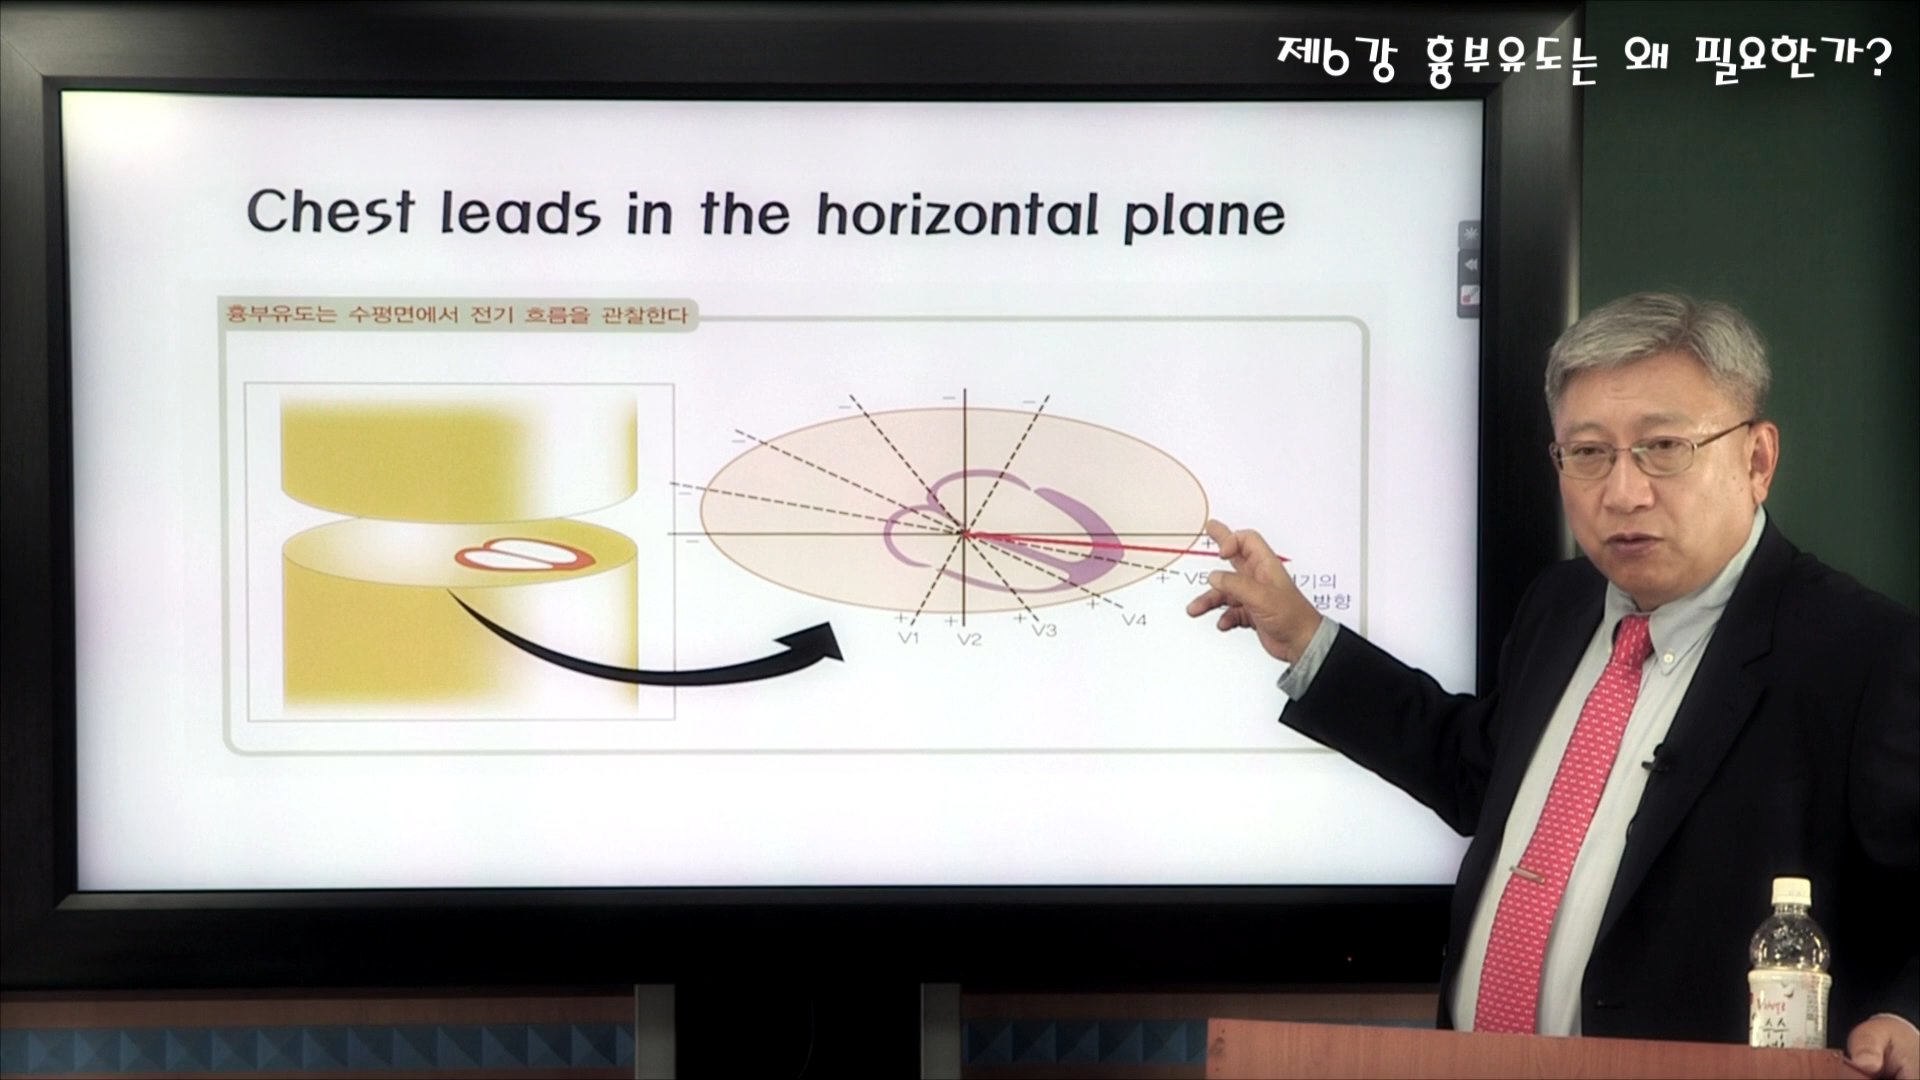 제6강 흉부유도는 왜 필요한가?
Chest leads in the horizontal plane
흉부유도는 수평면에서 전기 흐름을 관찰한다
− − −
−
−
−
+
+ V5
기의
방향
+ + + +
V1 V2 V3 V4